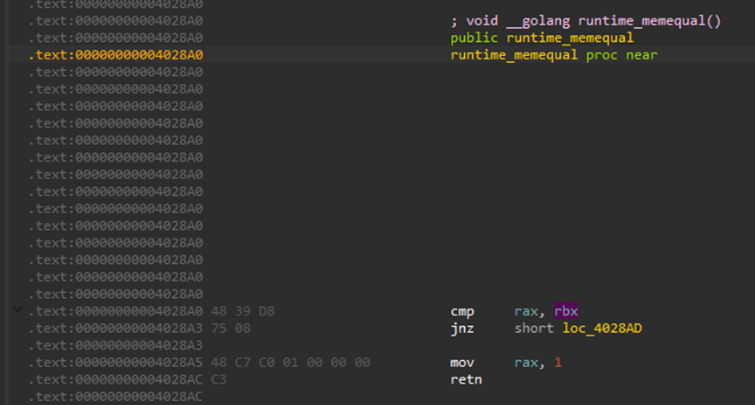 .text:00000000004028A0
.text:00000000004028A0 ; void __golang runtime_memequal()
.text:00000000004028A0 public runtime_memequal
.text:00000000004028A0 runtime_memequal proc near
.text:00000000004028A0
.text:00000000004028A0
.text:00000000004028A0
.text:00000000004028A0
.text:00000000004028A0
.text:00000000004028A0
.text:00000000004028A0
.text:00000000004028A0
.text:00000000004028A0
.text:00000000004028A0
.text:00000000004028A0
.text:00000000004028A0
.text:00000000004028A0
.text:00000000004028A0
.text:00000000004028A0 48 39 D8 cmp rax, rbx
.text:00000000004028A3 75 08 jnz short loc_4028AD
.text:00000000004028A3
.text:00000000004028A5 48 C7 C0 01 00 00 00 mov rax, 1
.text:00000000004028AC C3 retn
.text:00000000004028AC